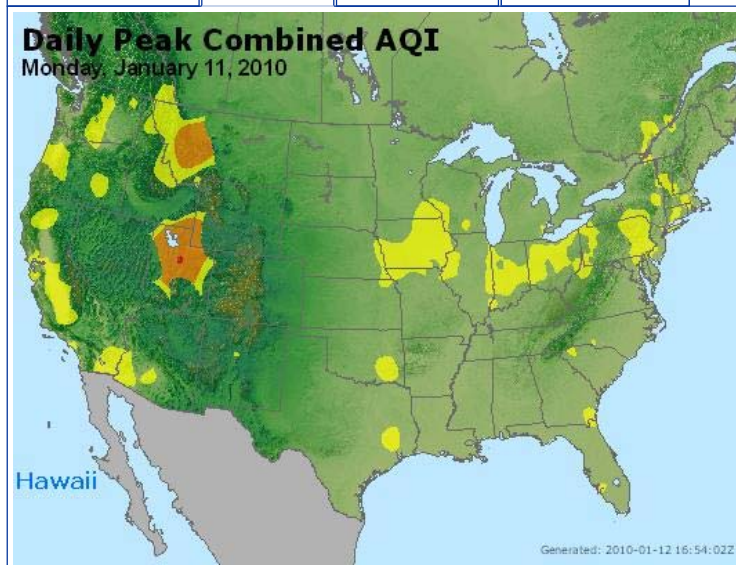 Daily Peak Combined AQI
Monday, January 11, 2010
Hawaii
Generated: 2010-01-12 16:54:02Z